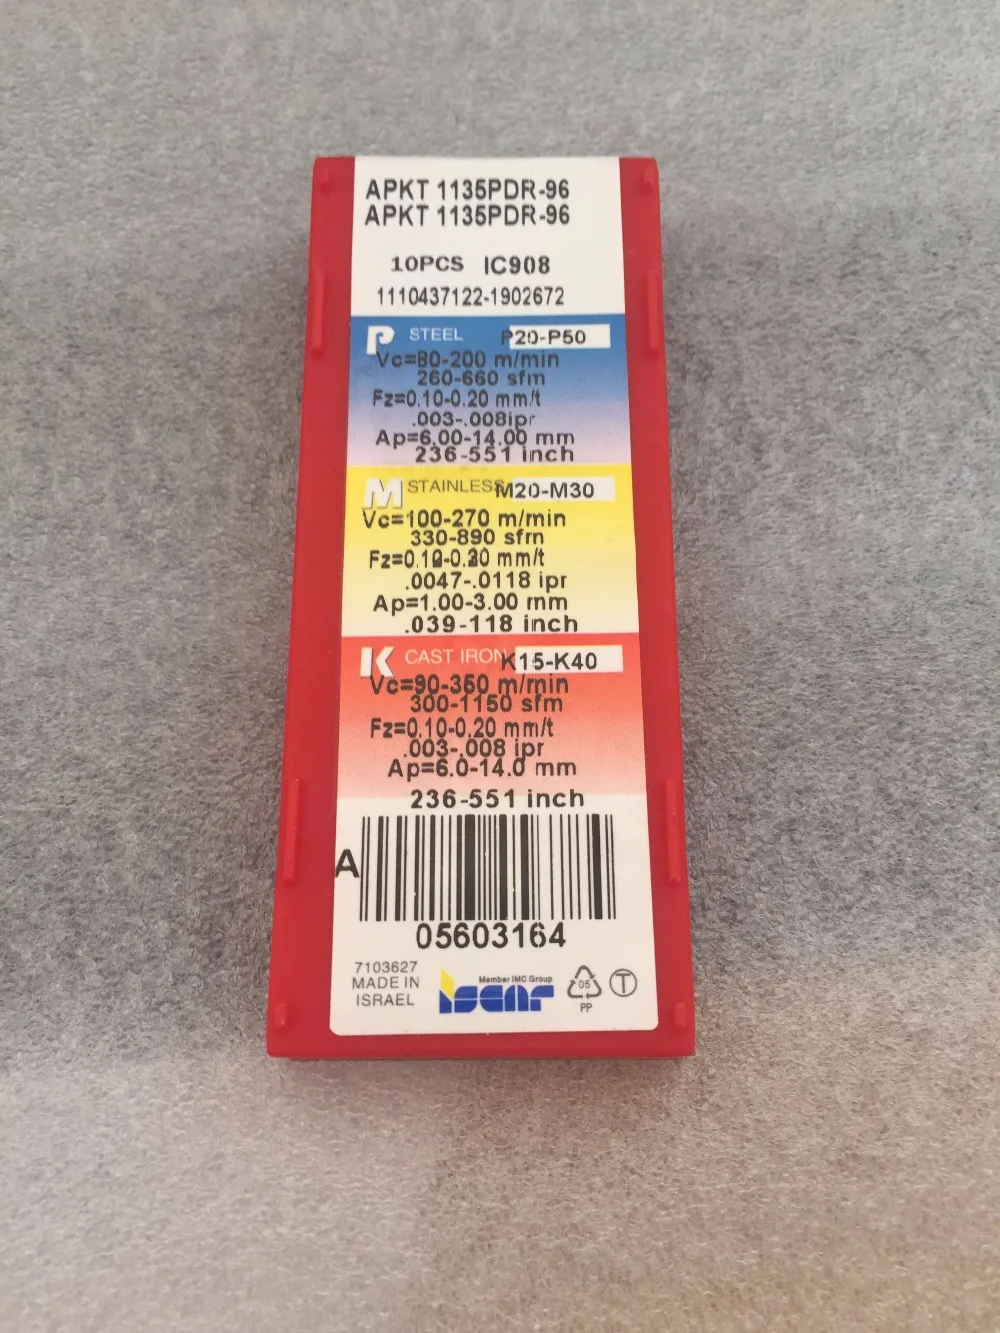 APKT 1135PDR-96
APKT 1135PDR-96
10PCS IC908
1110437122-1902672
P STEEL P20-P50
Vc=80-200 m/min
260-660 sfm
Fz=0.10-0.20 mm/t
.003-.008ipr
Ap=6.00-14.00 mm
236-551 inch
M STAINLESS M20-M30
Vc=100-270 m/min
330-890 sfm
Fz= mm/t
.0047-.0118 ipr
Ap=1.00-3.00 mm
.039-118 inch
K CAST IRON K15-K40
Vc=90-350 m/min
300-1150 sfm
Fz=0.10-0.20 mm/t
.003-.008 ipr
Ap=6.0-14.0 mm
236-551 inch
A
05603164
7103627
MADE IN
ISRAEL
Member IMC Group
iscar
05
PP
T